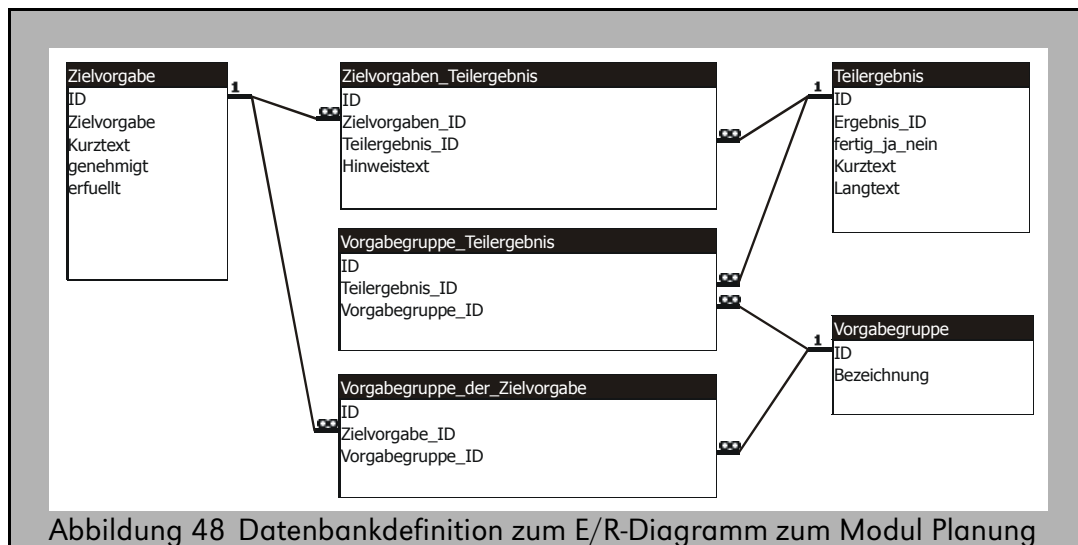 Zielvorgabe
ID
Zielvorgabe
Kurztext
genehmigt
erfuellt
1
Zielvorgaben_Teilergebnis
ID
Zielvorgaben_ID
Teilergebnis_ID
Hinweistext
∞
∞
Teilergebnis
1
ID
Ergebnis_ID
fertig_ja_nein
Kurztext
Langtext
Vorgabegruppe_Teilergebnis
ID
Teilergebnis_ID
Vorgabegruppe_ID
∞
∞
Vorgabegruppe
1
ID
Bezeichnung
Vorgabegruppe_der_Zielvorgabe
ID
Zielvorgabe_ID
Vorgabegruppe_ID
∞
∞
Abbildung 48 Datenbankdefinition zum E/R-Diagramm zum Modul Planung